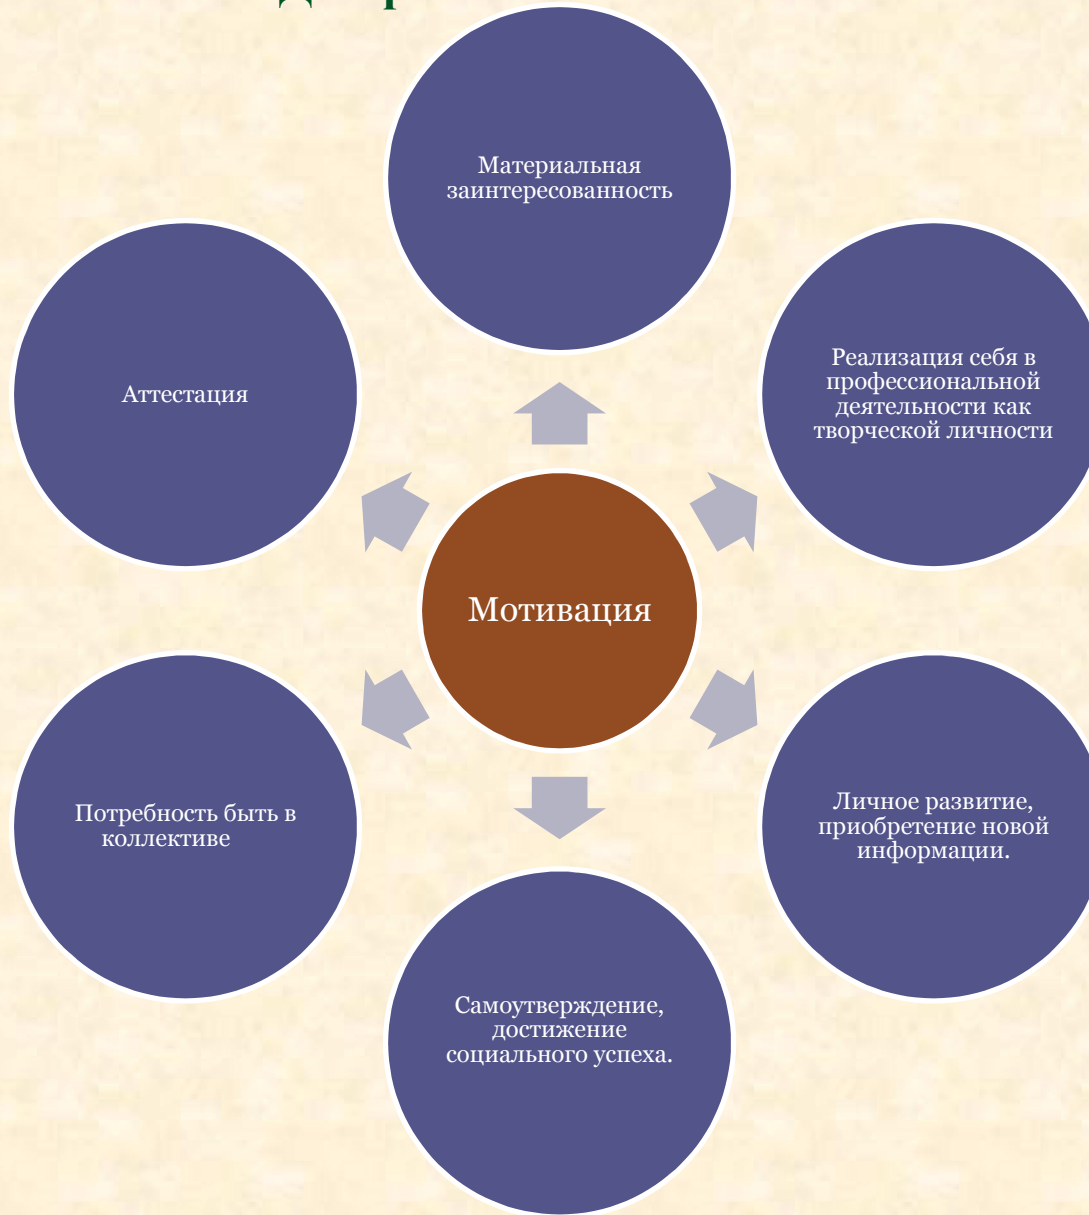 Материальная
заинтересованность
Реализация себя в
профессиональной
деятельности как
творческой личности
Аттестация
Мотивация
Личное развитие,
приобретение новой
информации.
Потребность быть в
коллективе
Самоутверждение,
достижение
социального успеха.